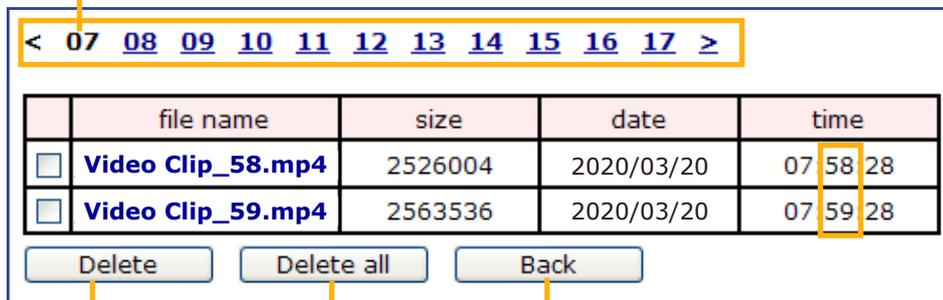 < 07 08 09 10 11 12 13 14 15 16 17 >
file name size date time
Video Clip_58.mp4 2526004 2020/03/20 07:58:28
Video Clip_59.mp4 2563536 2020/03/20 07:59:28
Delete Delete all Back